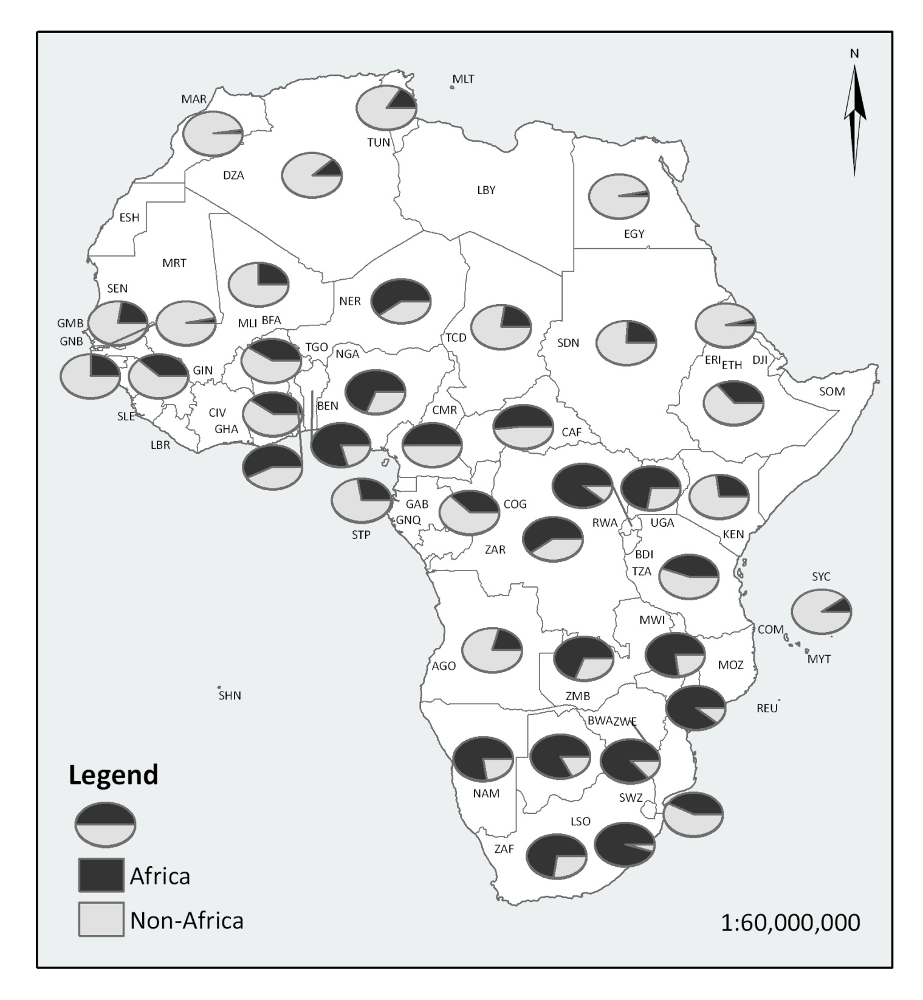 N
MLT
MAR
TUN
DZA
LBY
ESH
EGY
MRT
SEN
NER
GMB
MLI
BFA
GNB
TCD
SDN
TGO
NGA
ERI
ETH
DJI
GIN
SOM
BEN
CMR
SLE
CIV
GHA
CAF
LBR
GAB
COG
GNQ
RWA
UGA
STP
KEN
ZAR
BDI
TZA
SYC
MWI
COM
MYT
AGO
MOZ
SHN
ZMB
REU
BWA
ZWE
NAM
SWZ
LSO
ZAF
Legend
Africa
Non-Africa
1:60,000,000